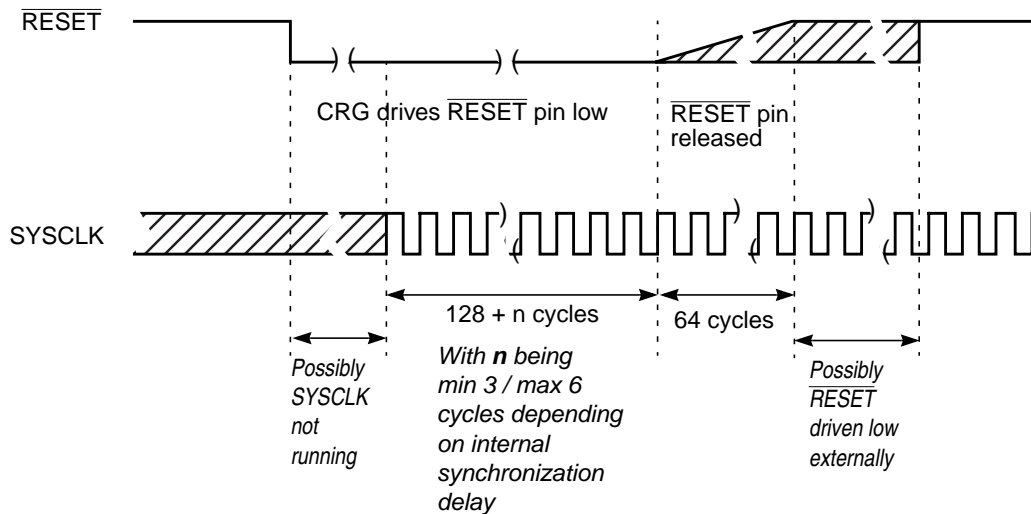 RESET
CRG drives RESET pin low
RESET pin
released
SYSCLK
128 + n cycles
64 cycles
Possibly
SYSCLK
not
running
With n being
min 3 / max 6
cycles depending
on internal
synchronization
delay
Possibly
RESET
driven low
externally